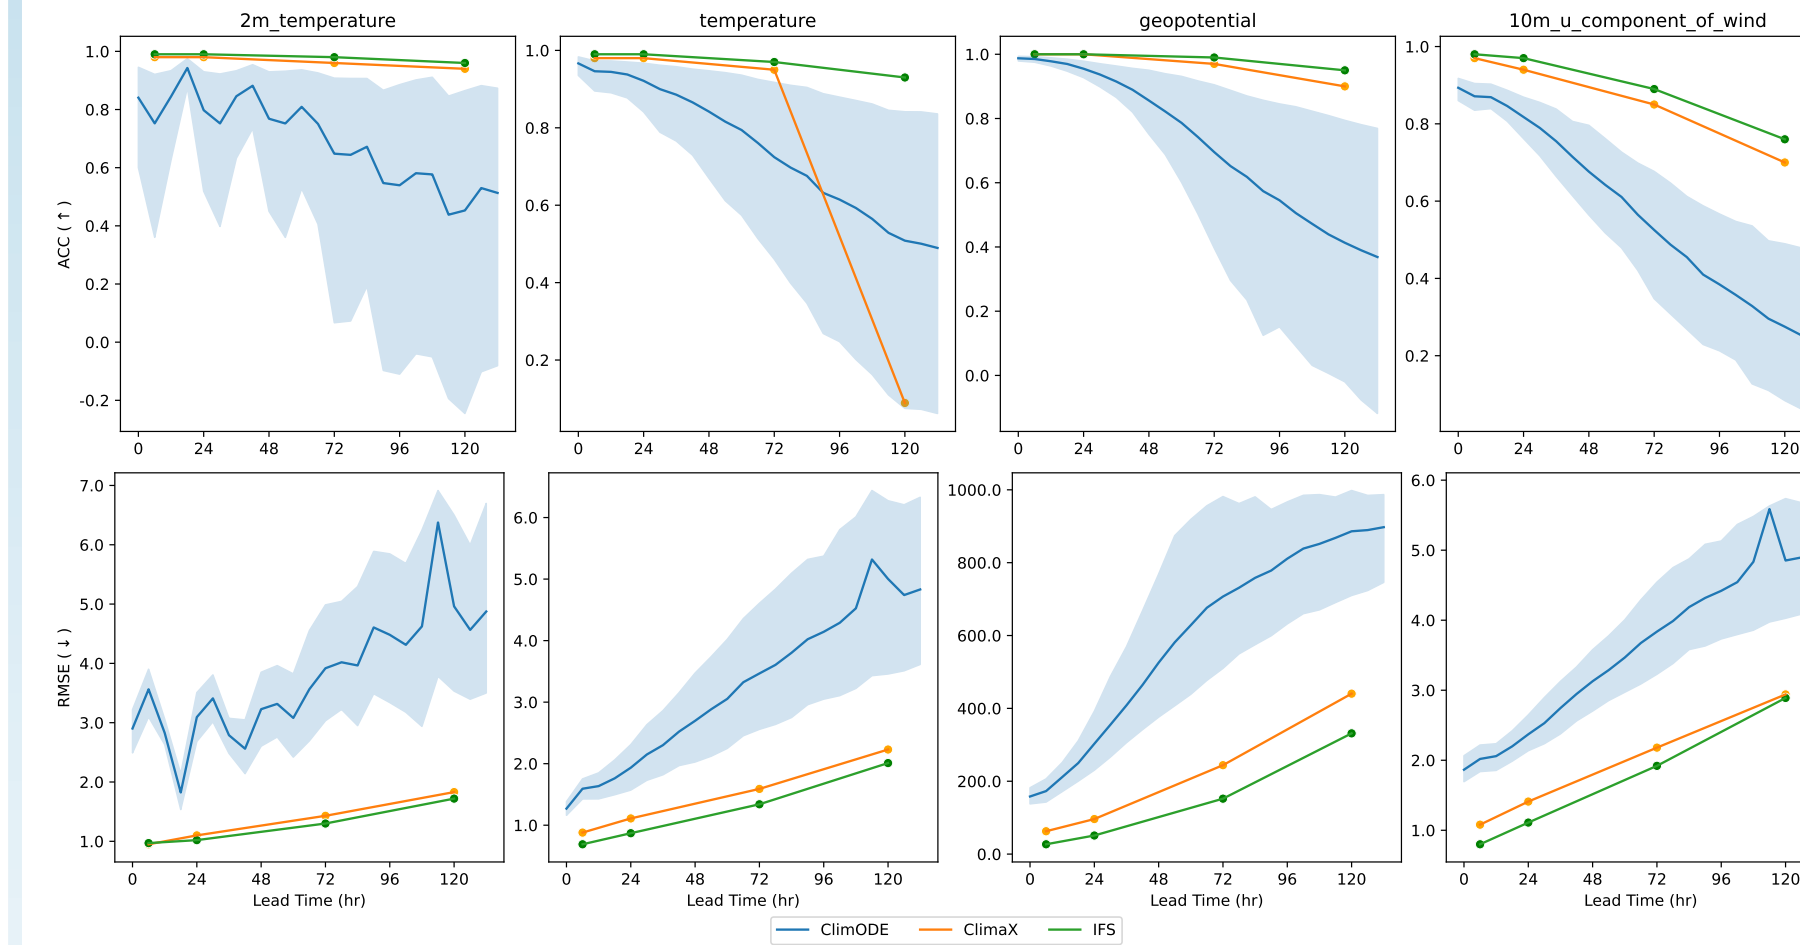 2m_temperature
temperature
geopotential
10m_u_component_of_wind
ACC (↑)
1.0
0.8
0.6
0.4
0.2
0.0
-0.2
0 24 48 72 96 120
1.0
0.8
0.6
0.4
0.2
0 24 48 72 96 120
1.0
0.8
0.6
0.4
0.2
0.0
0 24 48 72 96 120
1.0
0.8
0.6
0.4
0.2
0 24 48 72 96 120
RMSE (↓)
7.0
6.0
5.0
4.0
3.0
2.0
1.0
0 24 48 72 96 120
Lead Time (hr)
6.0
5.0
4.0
3.0
2.0
1.0
0 24 48 72 96 120
Lead Time (hr)
1000.0
800.0
600.0
400.0
200.0
0.0
0 24 48 72 96 120
Lead Time (hr)
6.0
5.0
4.0
3.0
2.0
1.0
0 24 48 72 96 120
Lead Time (hr)
ClimODE ClimaX IFS